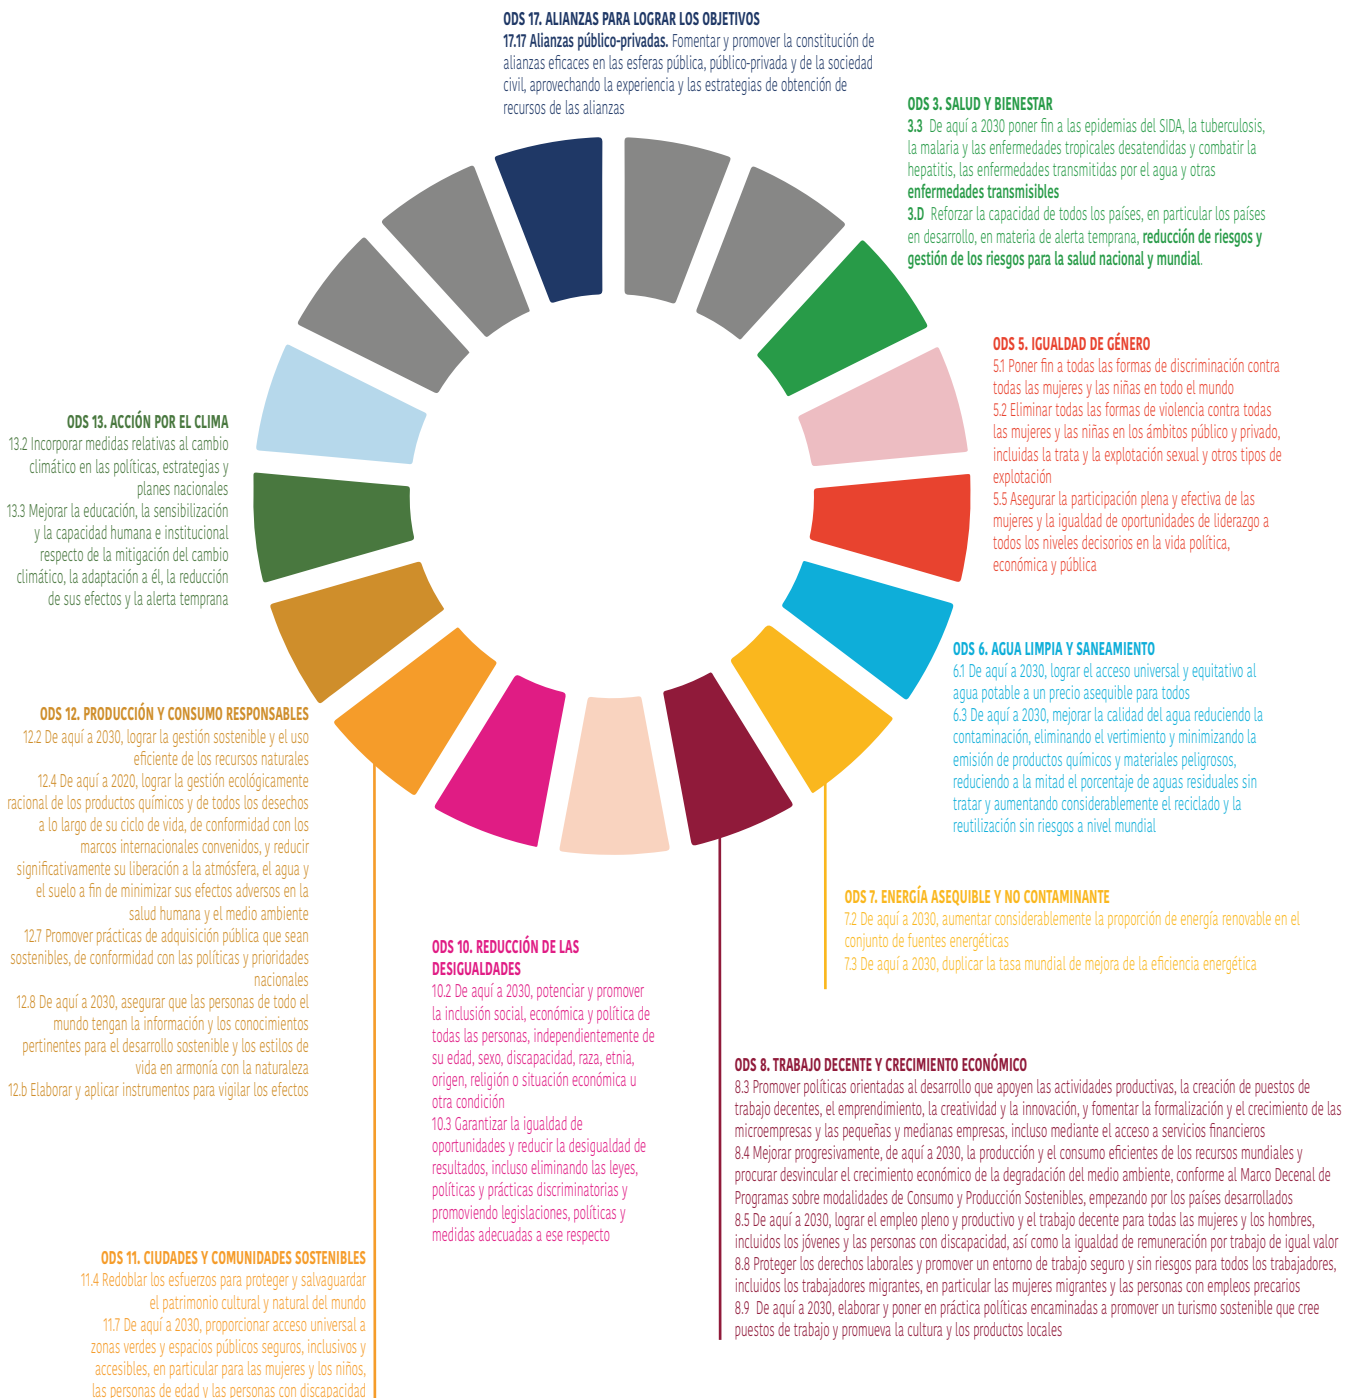 ODS 17. ALIANZAS PARA LOGRAR LOS OBJETIVOS
17.17 Alianzas público-privadas. Fomentar y promover la constitución de
alianzas eficaces en las esferas pública, público-privada y de la sociedad
civil, aprovechando la experiencia y las estrategias de obtención de
recursos de las alianzas
ODS 3. SALUD Y BIENESTAR
3.3 De aquí a 2030 poner fin a las epidemias del SIDA, la tuberculosis,
la malaria y las enfermedades tropicales desatendidas y combatir la
hepatitis, las enfermedades transmitidas por el agua y otras
enfermedades transmisibles
3.D Reforzar la capacidad de todos los países, en particular los países
en desarrollo, en materia de alerta temprana, reducción de riesgos y
gestión de los riesgos para la salud nacional y mundial.
ODS 5. IGUALDAD DE GÉNERO
5.1 Poner fin a todas las formas de discriminación contra
todas las mujeres y las niñas en todo el mundo
5.2 Eliminar todas las formas de violencia contra todas
las mujeres y las niñas en los ámbitos público y privado,
incluidas la trata y la explotación sexual y otros tipos de
explotación
5.5 Asegurar la participación plena y efectiva de las
mujeres y la igualdad de oportunidades de liderazgo a
todos los niveles decisorios en la vida política,
económica y pública
ODS 6. AGUA LIMPIA Y SANEAMIENTO
6.1 De aquí a 2030, lograr el acceso universal y equitativo al
agua potable a un precio asequible para todos
6.3 De aquí a 2030, mejorar la calidad del agua reduciendo la
contaminación, eliminando el vertimiento y minimizando la
emisión de productos químicos y materiales peligrosos,
reduciendo a la mitad el porcentaje de aguas residuales sin
tratar y aumentando considerablemente el reciclado y la
reutilización sin riesgos a nivel mundial
ODS 7. ENERGÍA ASEQUIBLE Y NO CONTAMINANTE
7.2 De aquí a 2030, aumentar considerablemente la proporción de energía renovable en el
conjunto de fuentes energéticas
7.3 De aquí a 2030, duplicar la tasa mundial de mejora de la eficiencia energética
ODS 8. TRABAJO DECENTE Y CRECIMIENTO ECONÓMICO
8.3 Promover políticas orientadas al desarrollo que apoyen las actividades productivas, la creación de puestos de
trabajo decentes, el emprendimiento, la creatividad y la innovación, y fomentar la formalización y el crecimiento de las
microempresas y las pequeñas y medianas empresas, incluso mediante el acceso a servicios financieros
8.4 Mejorar progresivamente, de aquí a 2030, la producción y el consumo eficientes de los recursos mundiales y
procurar desvincular el crecimiento económico de la degradación del medio ambiente, conforme al Marco Decenal de
Programas sobre modalidades de Consumo y Producción Sostenibles, empezando por los países desarrollados
8.5 De aquí a 2030, lograr el empleo pleno y productivo y el trabajo decente para todas las mujeres y los hombres,
incluidos los jóvenes y las personas con discapacidad, así como la igualdad de remuneración por trabajo de igual valor
8.8 Proteger los derechos laborales y promover un entorno de trabajo seguro y sin riesgos para todos los trabajadores,
incluidos los trabajadores migrantes, en particular las mujeres migrantes y las personas con empleos precarios
8.9 De aquí a 2030, elaborar y poner en práctica políticas encaminadas a promover un turismo sostenible que cree
puestos de trabajo y promueva la cultura y los productos locales
ODS 10. REDUCCIÓN DE LAS
DESIGUALDADES
10.2 De aquí a 2030, potenciar y promover
la inclusión social, económica y política de
todas las personas, independientemente de
su edad, sexo, discapacidad, raza, etnia,
origen, religión o situación económica u
otra condición
10.3 Garantizar la igualdad de
oportunidades y reducir la desigualdad de
resultados, incluso eliminando las leyes,
políticas y prácticas discriminatorias y
promoviendo legislaciones, políticas y
medidas adecuadas a ese respecto
ODS 11. CIUDADES Y COMUNIDADES SOSTENIBLES
11.4 Redoblar los esfuerzos para proteger y salvaguardar
el patrimonio cultural y natural del mundo
11.7 De aquí a 2030, proporcionar acceso universal a
zonas verdes y espacios públicos seguros, inclusivos y
accesibles, en particular para las mujeres y los niños,
las personas de edad y las personas con discapacidad
ODS 12. PRODUCCIÓN Y CONSUMO RESPONSABLES
12.2 De aquí a 2030, lograr la gestión sostenible y el uso
eficiente de los recursos naturales
12.4 De aquí a 2020, lograr la gestión ecológicamente
racional de los productos químicos y de todos los desechos
a lo largo de su ciclo de vida, de conformidad con los
marcos internacionales convenidos, y reducir
significativamente su liberación a la atmósfera, el agua y
el suelo a fin de minimizar sus efectos adversos en la
salud humana y el medio ambiente
12.7 Promover prácticas de adquisición pública que sean
sostenibles, de conformidad con las políticas y prioridades
nacionales
12.8 De aquí a 2030, asegurar que las personas de todo el
mundo tengan la información y los conocimientos
pertinentes para el desarrollo sostenible y los estilos de
vida en armonía con la naturaleza
12.b Elaborar y aplicar instrumentos para vigilar los efectos
ODS 13. ACCIÓN POR EL CLIMA
13.2 Incorporar medidas relativas al cambio
climático en las políticas, estrategias y
planes nacionales
13.3 Mejorar la educación, la sensibilización
y la capacidad humana e institucional
respecto de la mitigación del cambio
climático, la adaptación a él, la reducción
de sus efectos y la alerta temprana